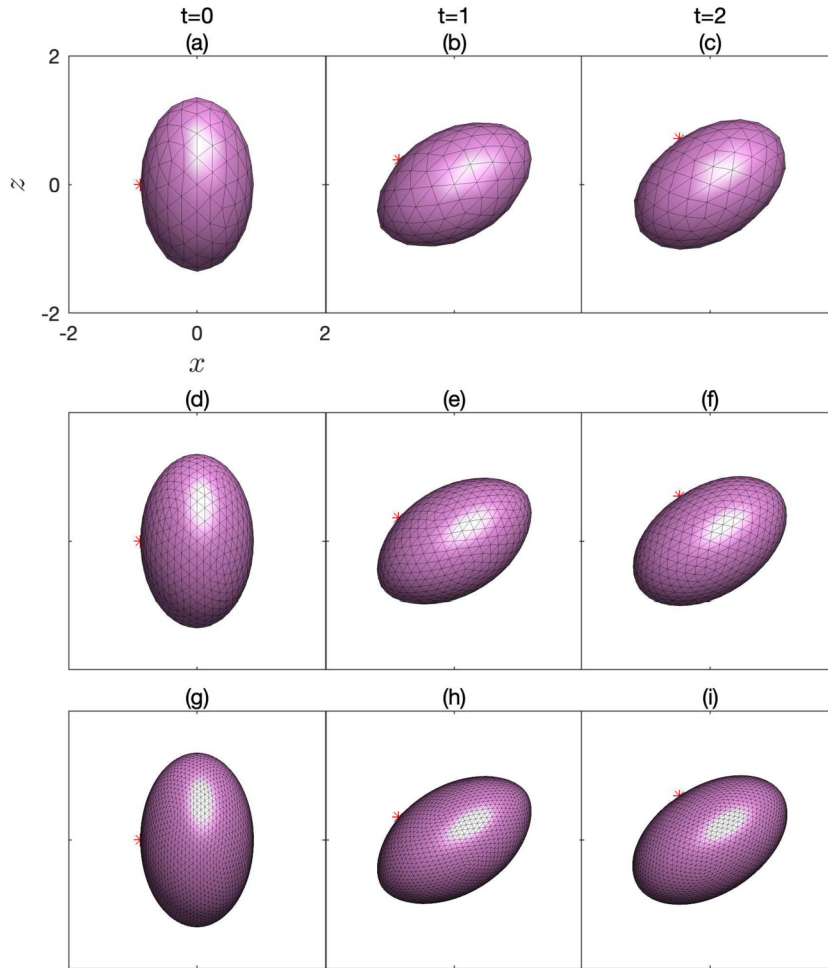 t=0 t=1 t=2
(a) (b) (c)
2
z 0
-2
-2 0 2
x
(d) (e) (f)
(g) (h) (i)